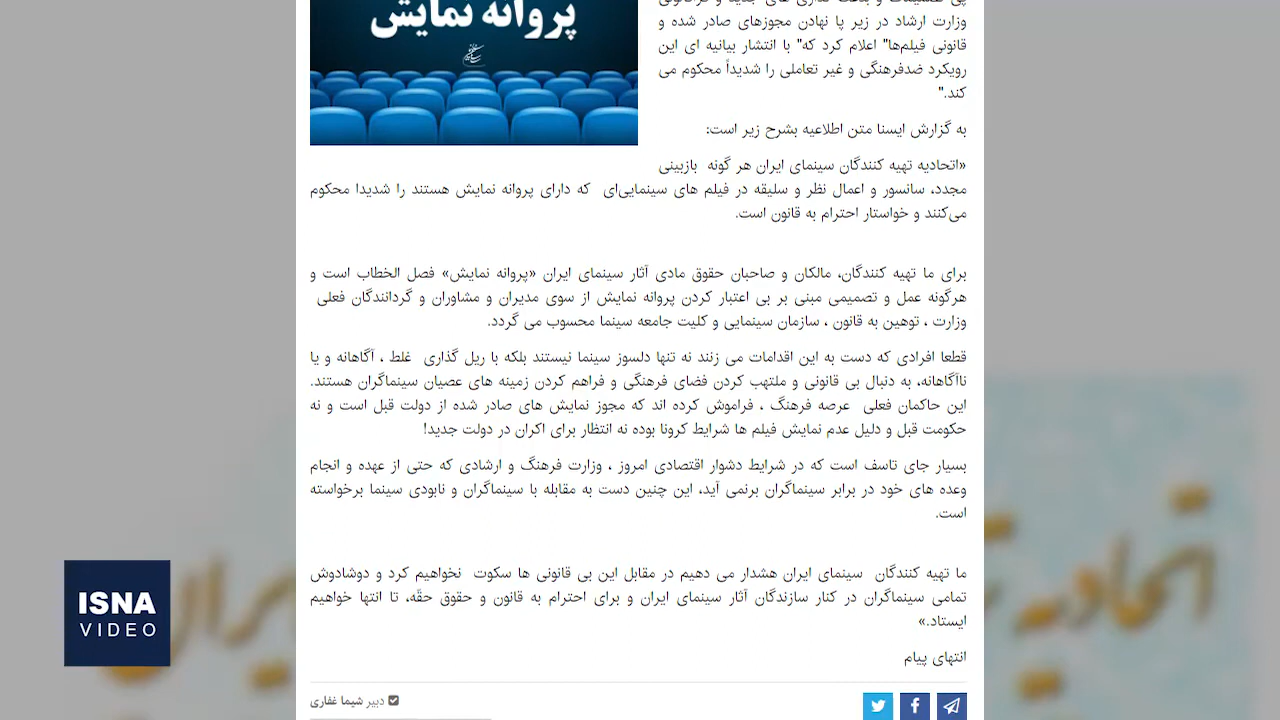 پروانه نمایش
وزارت ارشاد در زیر پا نهادن مجوزهای صادر شده و
قانونی فیلم‌ها" اعلام کرد که" با انتشار بیانیه ای این
رویکرد ضدفرهنگی و غیر تعاملی را شدیداً محکوم می
کند."
به گزارش ایسنا متن اطلاعیه بشرح زیر است:
«اتحادیه تهیه کنندگان سینمای ایران هر گونه بازبینی
مجدد، سانسور و اعمال نظر و سلیقه در فیلم های سینمایی‌ای که دارای پروانه نمایش هستند را شدیدا محکوم
می‌کنند و خواستار احترام به قانون است.
برای ما تهیه کنندگان، مالکان و صاحبان حقوق مادی آثار سینمای ایران «پروانه نمایش» فصل الخطاب است و
هرگونه عمل و تصمیمی مبنی بر بی اعتبار کردن پروانه نمایش از سوی مدیران و مشاوران و گردانندگان فعلی
وزارت ، توهین به قانون ، سازمان سینمایی و کلیت جامعه سینما محسوب می گردد.
قطعا افرادی که دست به این اقدامات می زنند نه تنها دلسوز سینما نیستند بلکه با ریل گذاری غلط ، آگاهانه و یا
ناآگاهانه، به دنبال بی قانونی و ملتهب کردن فضای فرهنگی و فراهم کردن زمینه های عصیان سینماگران هستند.
این حاکمان فعلی عرصه فرهنگ ، فراموش کرده اند که مجوز نمایش های صادر شده از دولت قبل است و نه
حکومت قبل و دلیل عدم نمایش فیلم ها شرایط کرونا بوده نه انتظار برای اکران در دولت جدید!
بسیار جای تاسف است که در شرایط دشوار اقتصادی امروز ، وزارت فرهنگ و ارشادی که حتی از عهده و انجام
وعده های خود در برابر سینماگران برنمی آید، این چنین دست به مقابله با سینماگران و نابودی سینما برخواسته
است.
ما تهیه کنندگان سینمای ایران هشدار می دهیم در مقابل این بی قانونی ها سکوت نخواهیم کرد و دوشادوش
تمامی سینماگران در کنار سازندگان آثار سینمای ایران و برای احترام به قانون و حقوق حقّه، تا انتها خواهیم
ایستاد.»
انتهای پیام
دبیر شیما غفاری
ISNA
VIDEO
اتحادیه
ایران